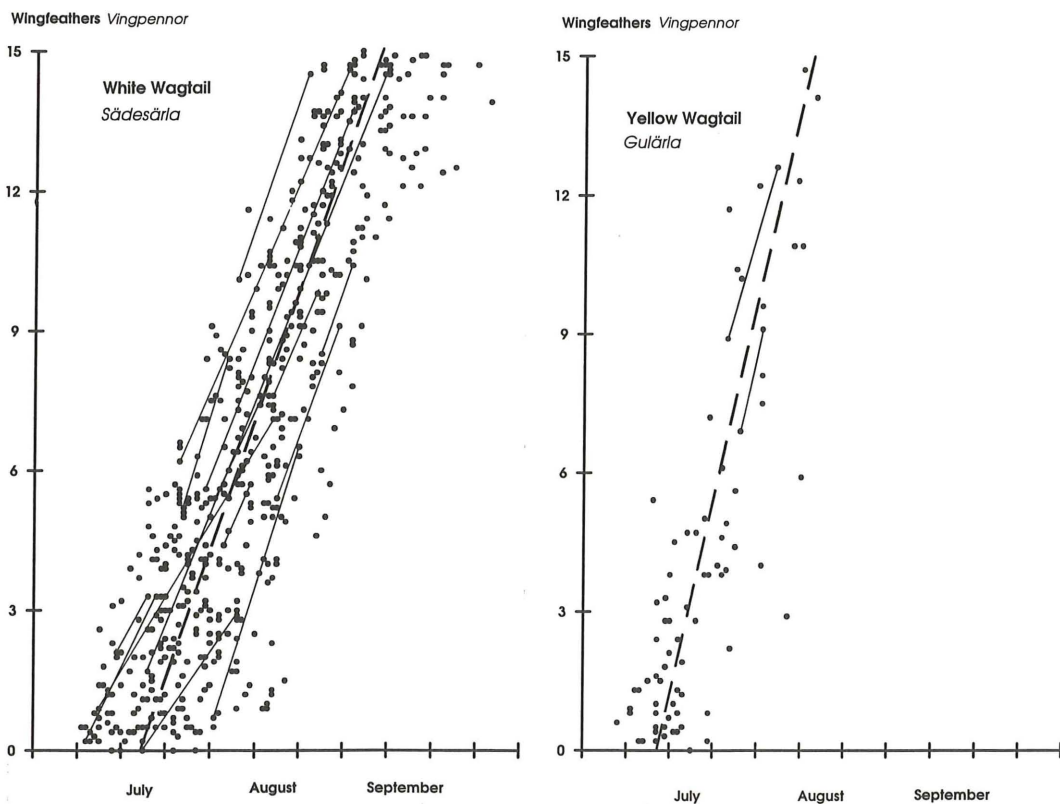 Wingfeathers Vingpennor
15
White Wagtail
Sädesärla
12
9
6
3
0
July August September
Wingfeathers Vingpennor
15
Yellow Wagtail
Gulärla
12
9
6
3
0
July August September